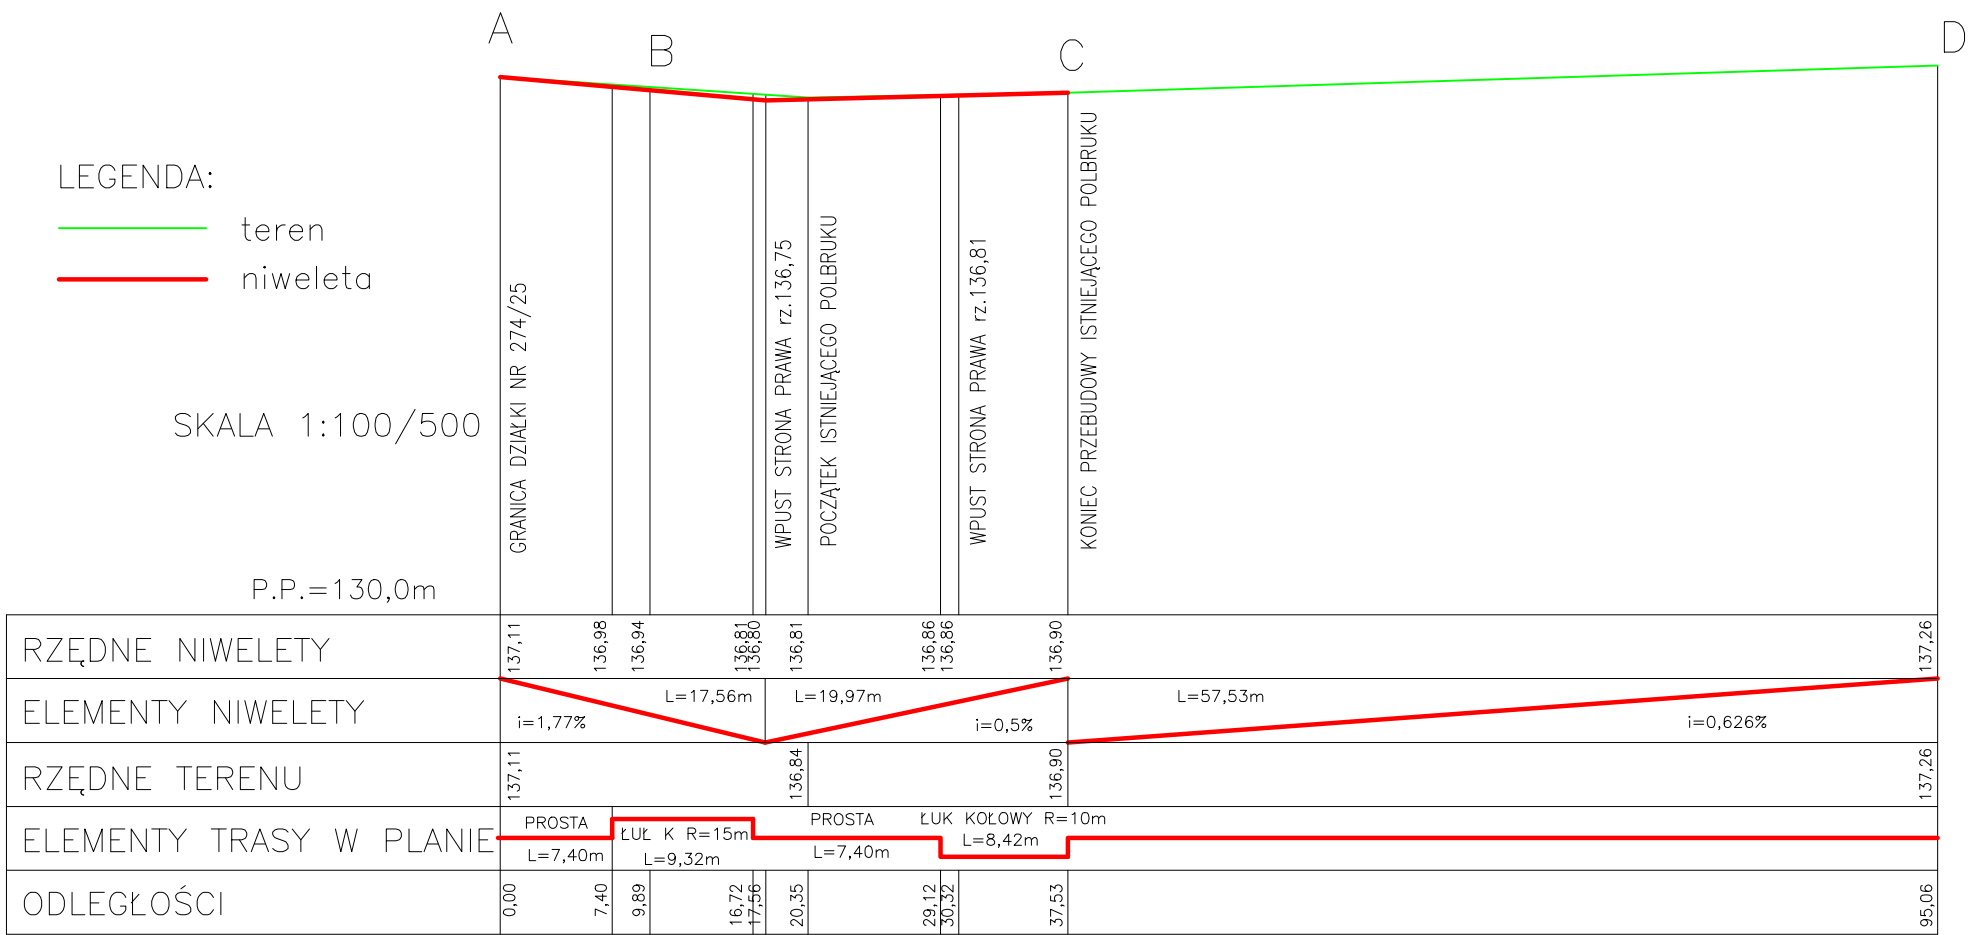 A
B
C
D
LEGENDA:
teren
niweleta
SKALA 1:100/500
P.P.=130,0m
GRANICA DZIAŁKI NR 274/25
WPUST STRONA PRAWA rz.136,75
POCZĄTEK ISTNIEJĄCEGO POLBRUKU
WPUST STRONA PRAWA rz.136,81
KONIEC PRZEBUDOWY ISTNIEJĄCEGO POLBRUKU
RZĘDNE NIWELETY
137,11
136,98
136,94
136,81
136,80
136,81
136,86
136,86
136,90
137,26
ELEMENTY NIWELETY
i=1,77%
L=17,56m
L=19,97m
i=0,5%
L=57,53m
i=0,626%
RZĘDNE TERENU
137,11
136,84
136,90
137,26
ELEMENTY TRASY W PLANIE
PROSTA
L=7,40m
ŁUŁ K R=15m
L=9,32m
PROSTA
L=7,40m
ŁUK KOŁOWY R=10m
L=8,42m
ODLEGŁOŚCI
0,00
7,40
9,89
16,72
17,56
20,35
29,12
30,32
37,53
95,06